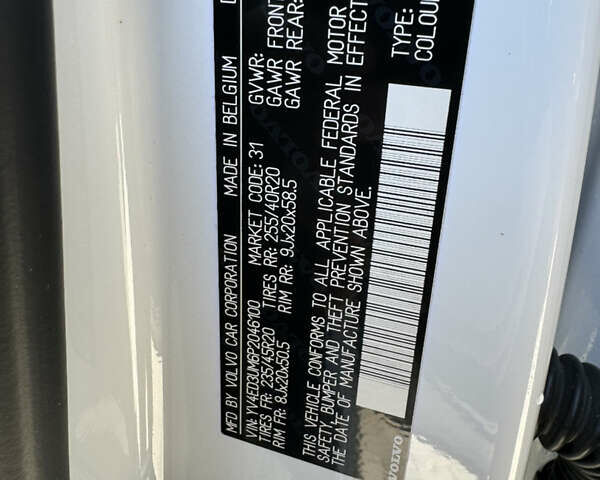 MFD BY VOLVO CAR CORPORATION MADE IN BELGIUM D
VIN: YV4ED3UM6P2046100 MARKET CODE: 31 GVWR:
TIRES FR: 235/45R20 TIRES RR: 255/40R20 GAWR FRONT
RIM FR: 8Jx20x50.5 RIM RR: 9Jx20x58.5 GAWR REAR:
THIS VEHICLE CONFORMS TO ALL APPLICABLE FEDERAL MOTOR
SAFETY, BUMPER AND THEFT PREVENTION STANDARDS IN EFFECT
THE DATE OF MANUFACTURE SHOWN ABOVE.
TYPE:
COLOU
VOLVO